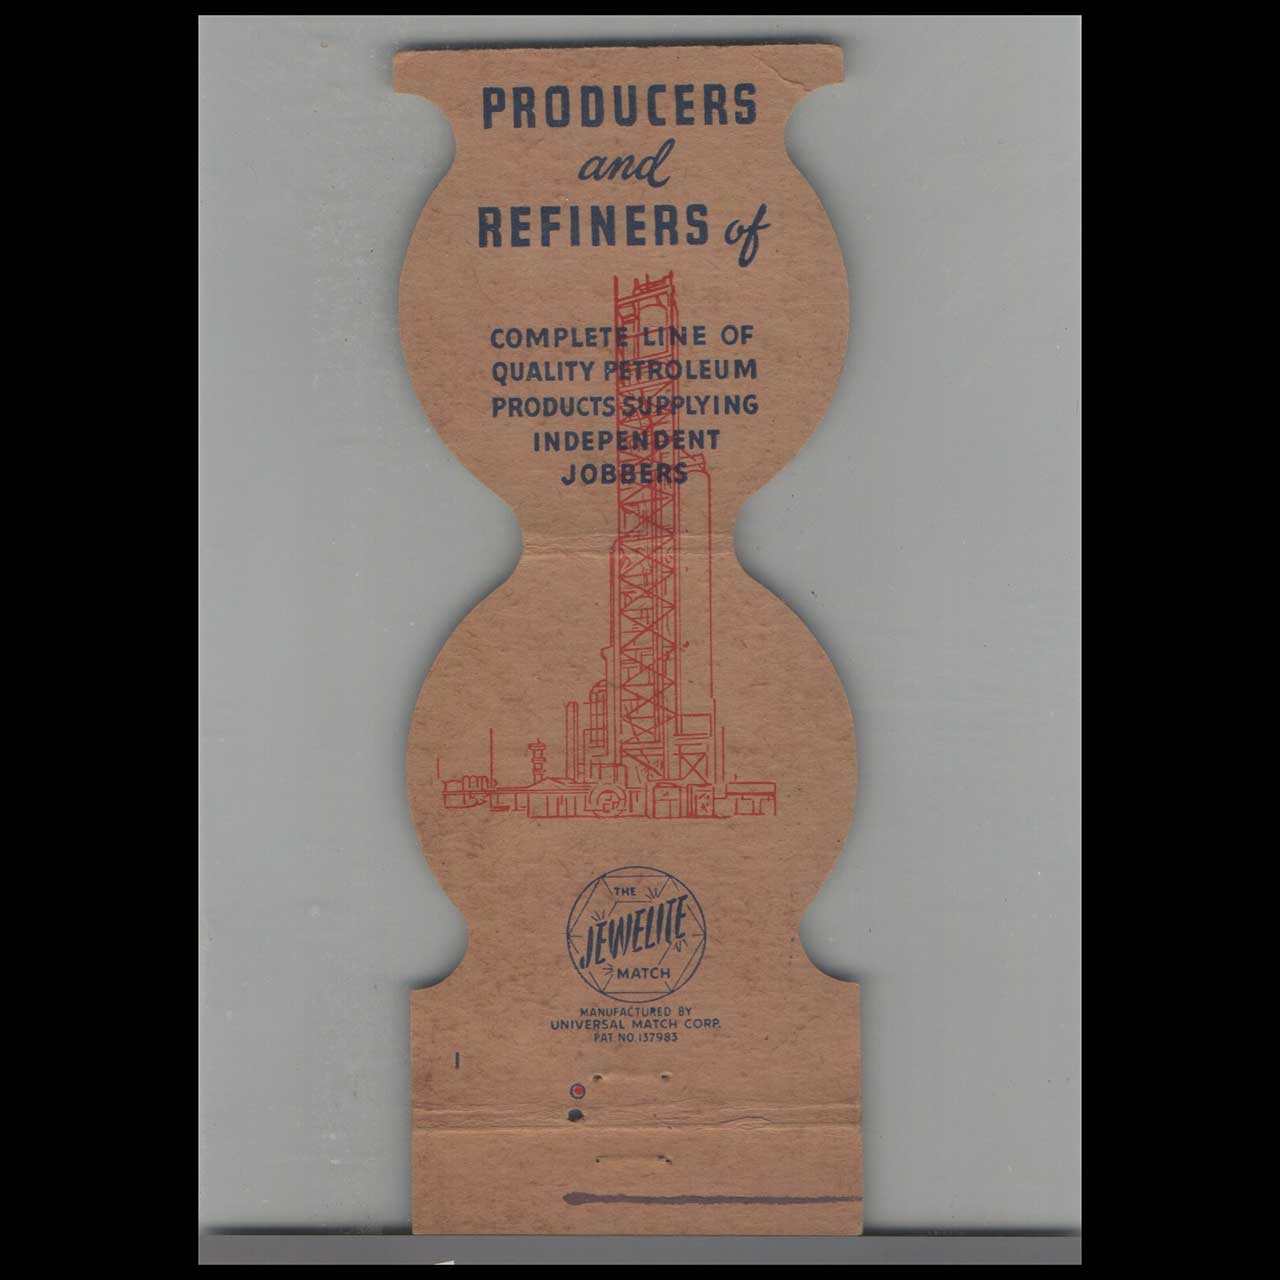 PRODUCERS
and
REFINERS of
COMPLETE LINE OF
QUALITY PETROLEUM
PRODUCTS SUPPLYING
INDEPENDENT
JOBBERS
THE
JEWELITE
MATCH
MANUFACTURED BY
UNIVERSAL MATCH CORP.
PAT NO. 137983
I